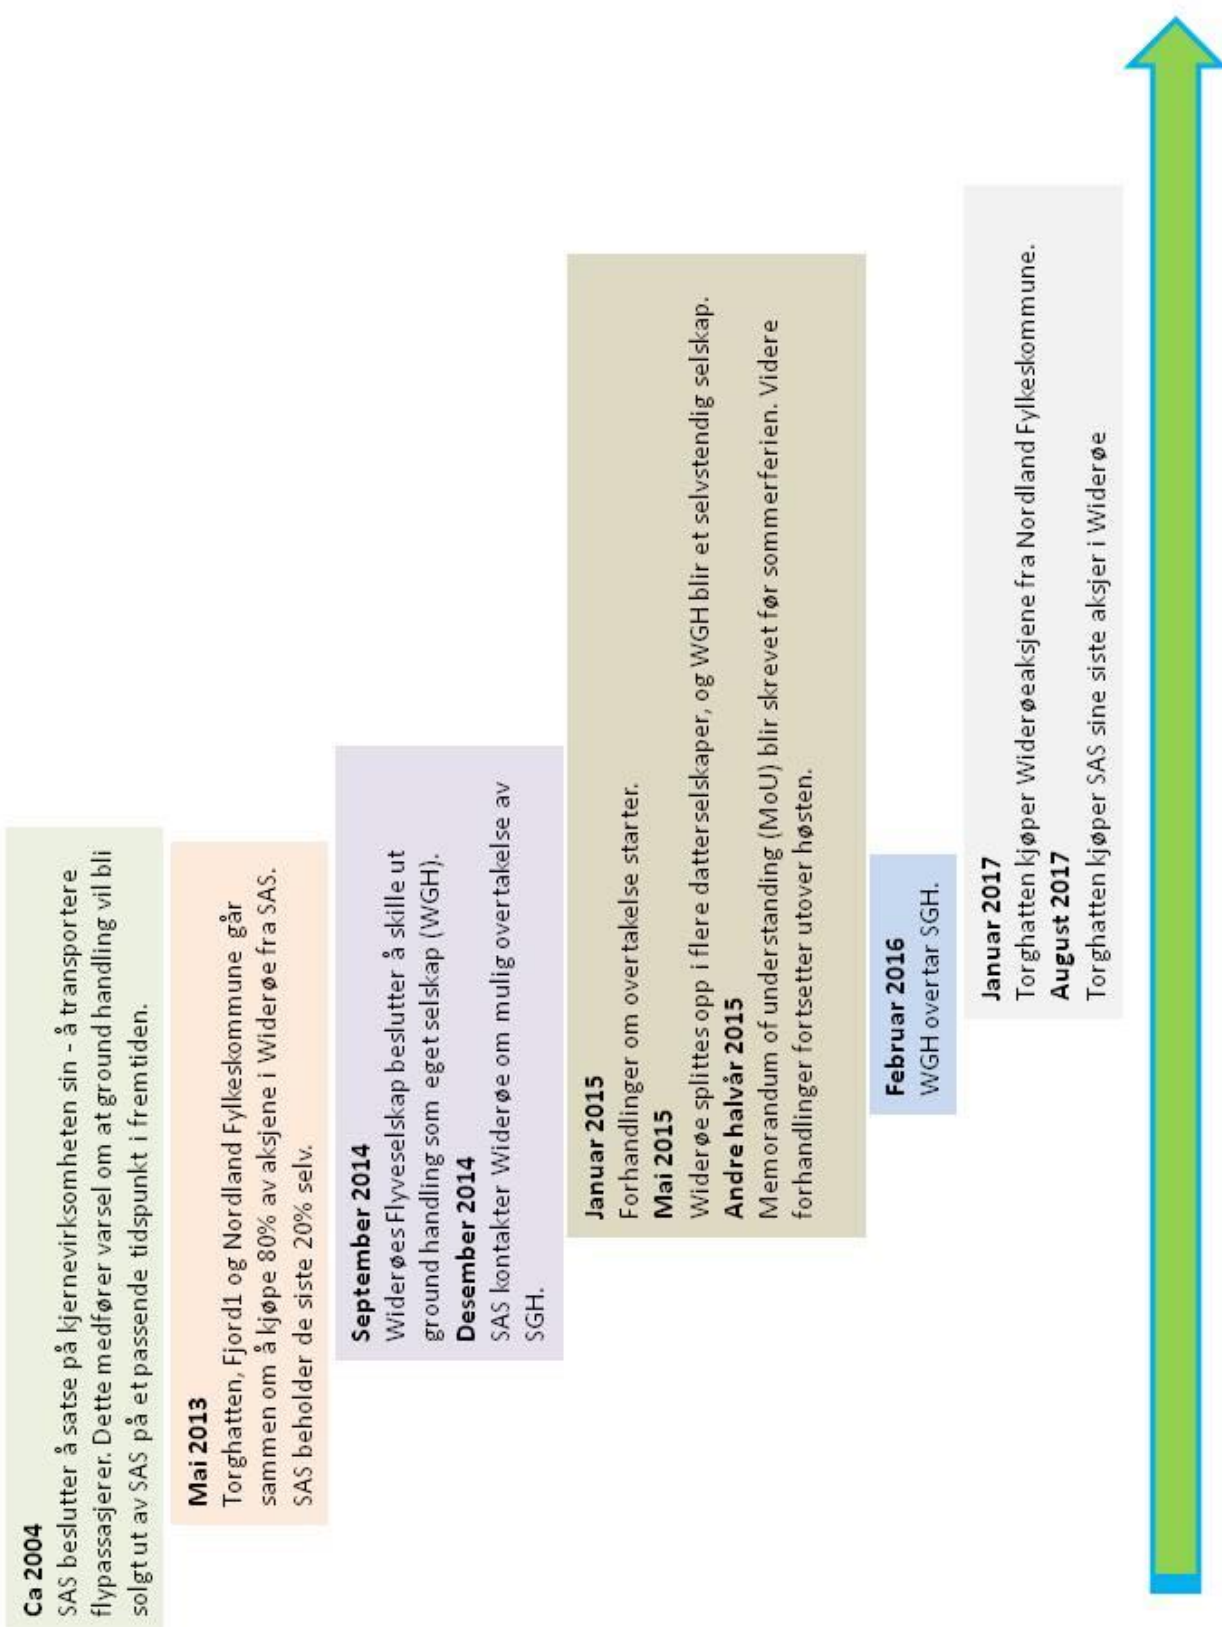 Ca 2004
SAS beslutter å satse på kjernevirksomheten sin – å transportere
flypassasjerer. Dette medfører varsel om at ground handling vil bli
solgt ut av SAS på et passende tidspunkt i fremtiden.
Mai 2013
Torghatten, Fjord1 og Nordland Fylkeskommune går
sammen om å kjøpe 80% av aksjene i Widerøe fra SAS.
SAS beholder de siste 20% selv.
September 2014
Widerøes Flyveselskap beslutter å skille ut
ground handling som eget selskap (WGH).
Desember 2014
SAS kontakter Widerøe om mulig overtakelse av
SGH.
Januar 2015
Forhandlinger om overtakelse starter.
Mai 2015
Widerøe splittes opp i flere datterselskaper, og WGH blir et selvstendig selskap.
Andre halvår 2015
Memorandum of understanding (MoU) blir skrevet før sommerferien. Videre
forhandlinger fortsetter utover høsten.
Februar 2016
WGH overtar SGH.
Januar 2017
Torghatten kjøper Widerøeaksjene fra Nordland Fylkeskommune.
August 2017
Torghatten kjøper SAS sine siste aksjer i Widerøe